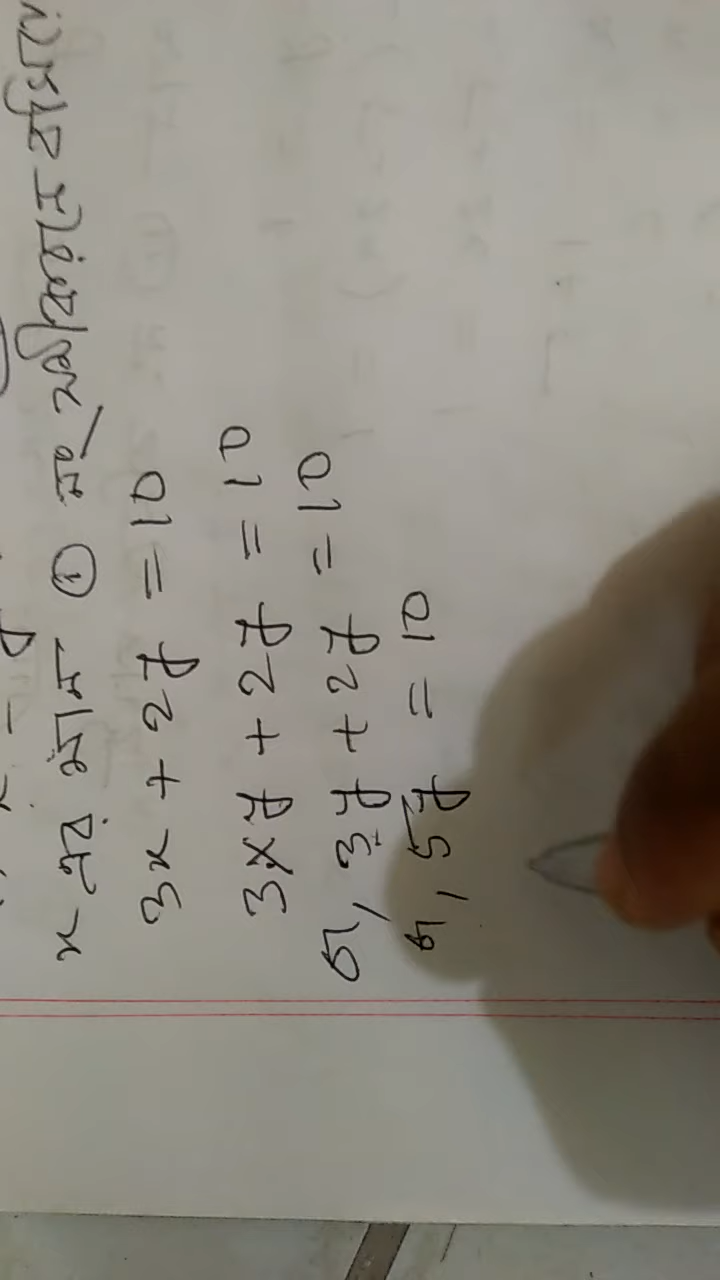 x এর মান ① নং সমীকরণে বসিয়ে
3x + 2y = 10
3×y + 2y = 10
বা, 3y + 2y = 10
বা, 5y = 10